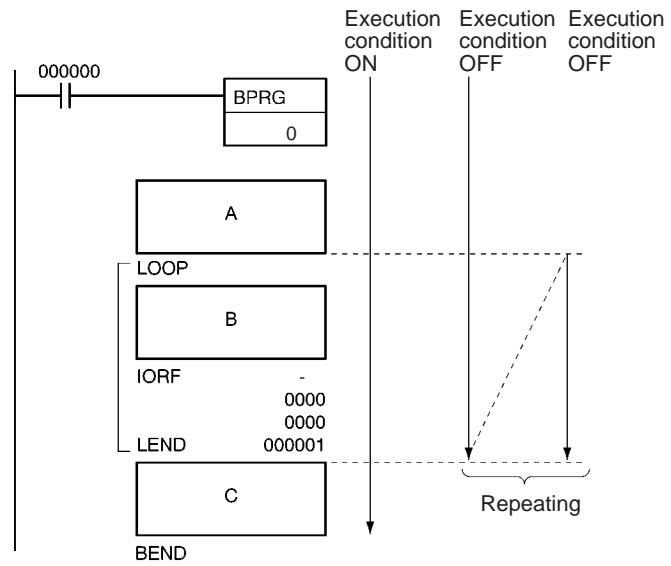 Execution condition ON
Execution condition OFF
Execution condition OFF
000000
BPRG
0
A
LOOP
B
IORF -
0000
0000
LEND 000001
C
Repeating
BEND